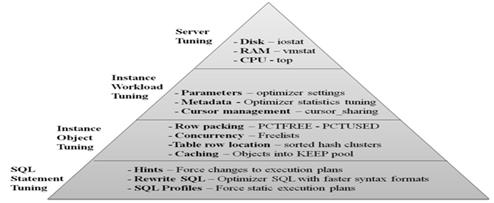 Server
Tuning
- Disk – iostat
- RAM – vmstat
- CPU - top
Instance
Workload
Tuning
- Parameters – optimizer settings
- Metadata - Optimizer statistics tuning
- Cursor management – cursor_sharing
Instance
Object
Tuning
- Row packing – PCTFREE - PCTUSED
- Concurrency – Freelists
-Table row location – sorted hash clusters
- Caching – Objects into KEEP pool
SQL
Statement
Tuning
- Hints – Force changes to execution plans
- Rewrite SQL – Optimizer SQL with faster syntax formats
- SQL Profiles – Force static execution plans